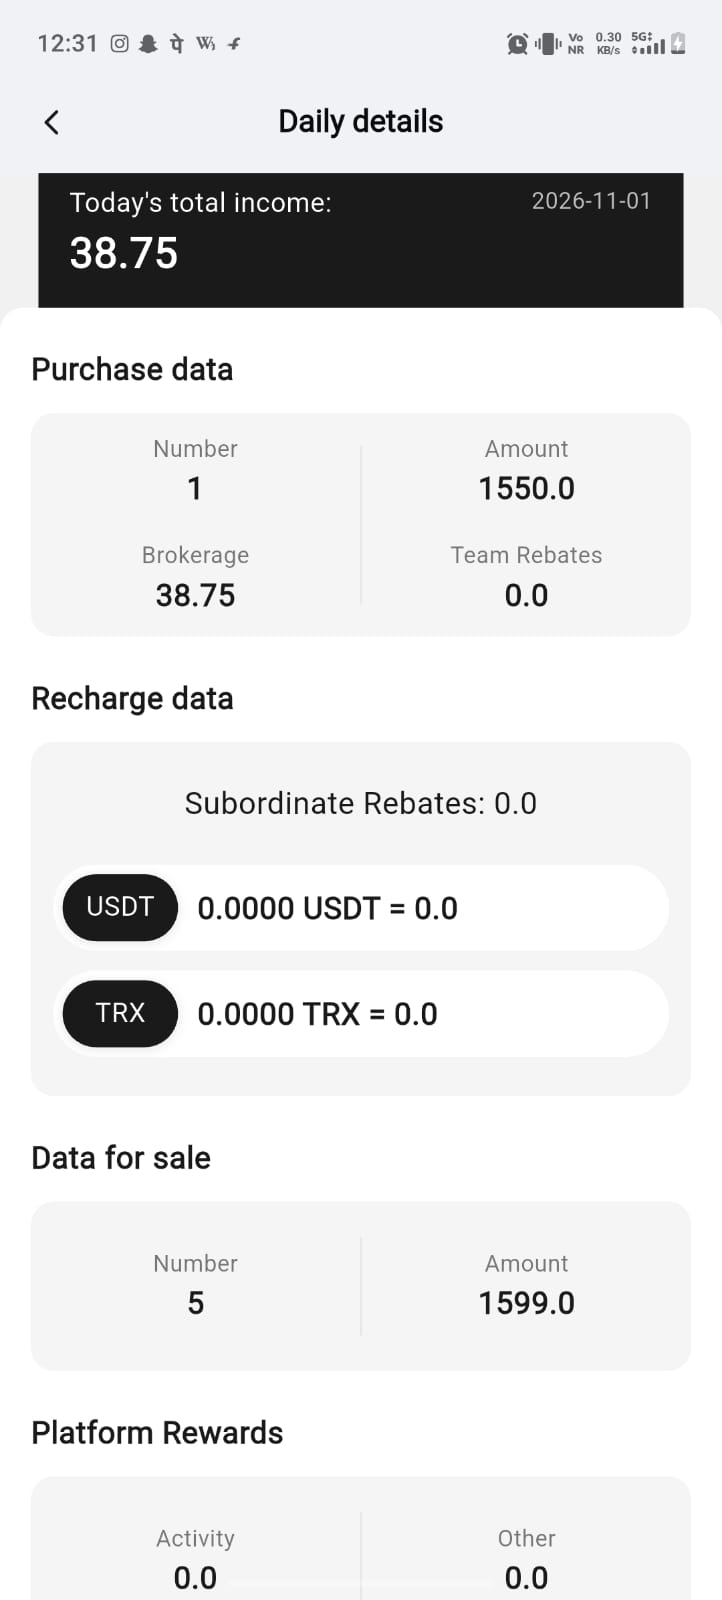 12:31 पे Vo NR 0.30 KB/s 5G
Daily details
Today's total income: 2026-11-01
38.75
Purchase data
Number Amount
1 1550.0
Brokerage Team Rebates
38.75 0.0
Recharge data
Subordinate Rebates: 0.0
USDT 0.0000 USDT = 0.0
TRX 0.0000 TRX = 0.0
Data for sale
Number Amount
5 1599.0
Platform Rewards
Activity Other
0.0 0.0